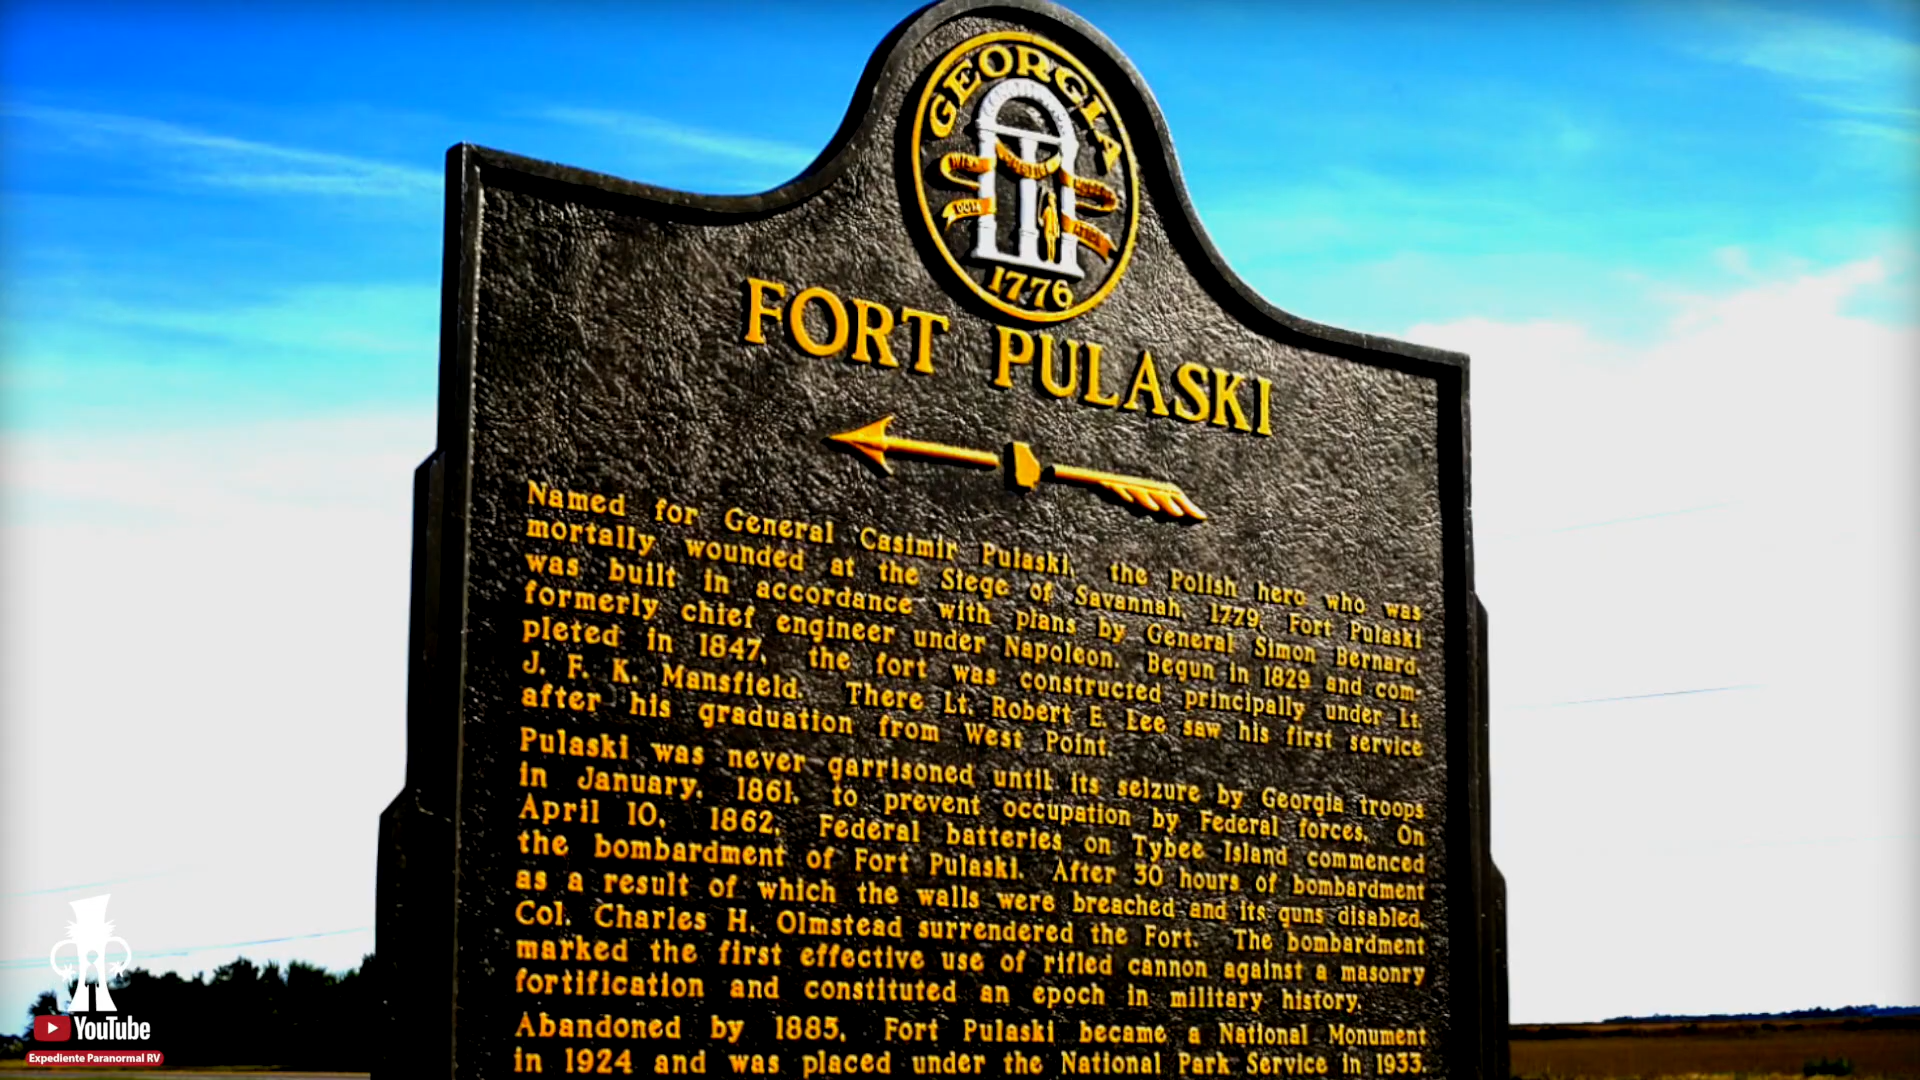 GEORGIA
1776
FORT PULASKI
Named for General Casimir Pulaski, the Polish hero who was
mortally wounded at the Siege of Savannah, 1779, Fort Pulaski
was built in accordance with plans by General Simon Bernard,
formerly chief engineer under Napoleon. Begun in 1829 and com-
pleted in 1847, the fort was constructed principally under Lt.
J. F. K. Mansfield. There Lt. Robert E. Lee saw his first service
after his graduation from West Point.
Pulaski was never garrisoned until its seizure by Georgia troops
in January, 1861, to prevent occupation by Federal forces. On
April 10, 1862, Federal batteries on Tybee Island commenced
the bombardment of Fort Pulaski. After 30 hours of bombardment
as a result of which the walls were breached and its guns disabled,
Col. Charles H. Olmstead surrendered the Fort. The bombardment
marked the first effective use of rifled cannon against a masonry
fortification and constituted an epoch in military history.
Abandoned by 1885, Fort Pulaski became a National Monument
in 1924 and was placed under the National Park Service in 1933.
YouTube
Expediente Paranormal RV